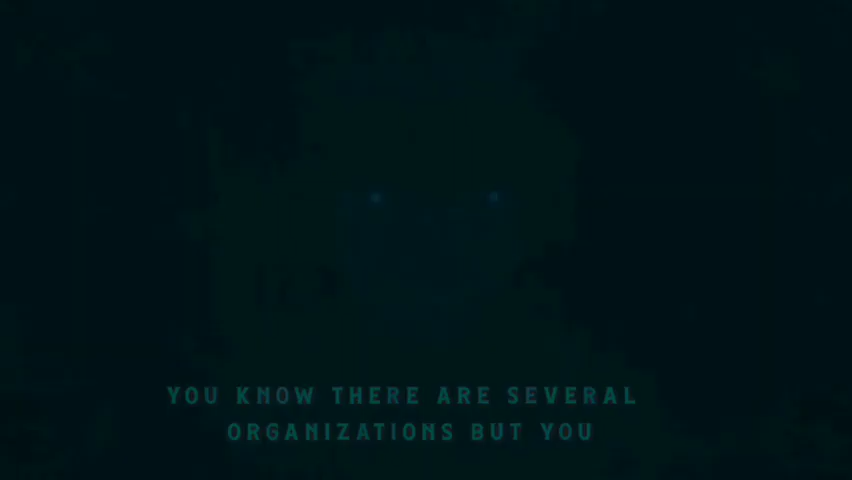 YOU KNOW THERE ARE SEVERAL
ORGANIZATIONS BUT YOU